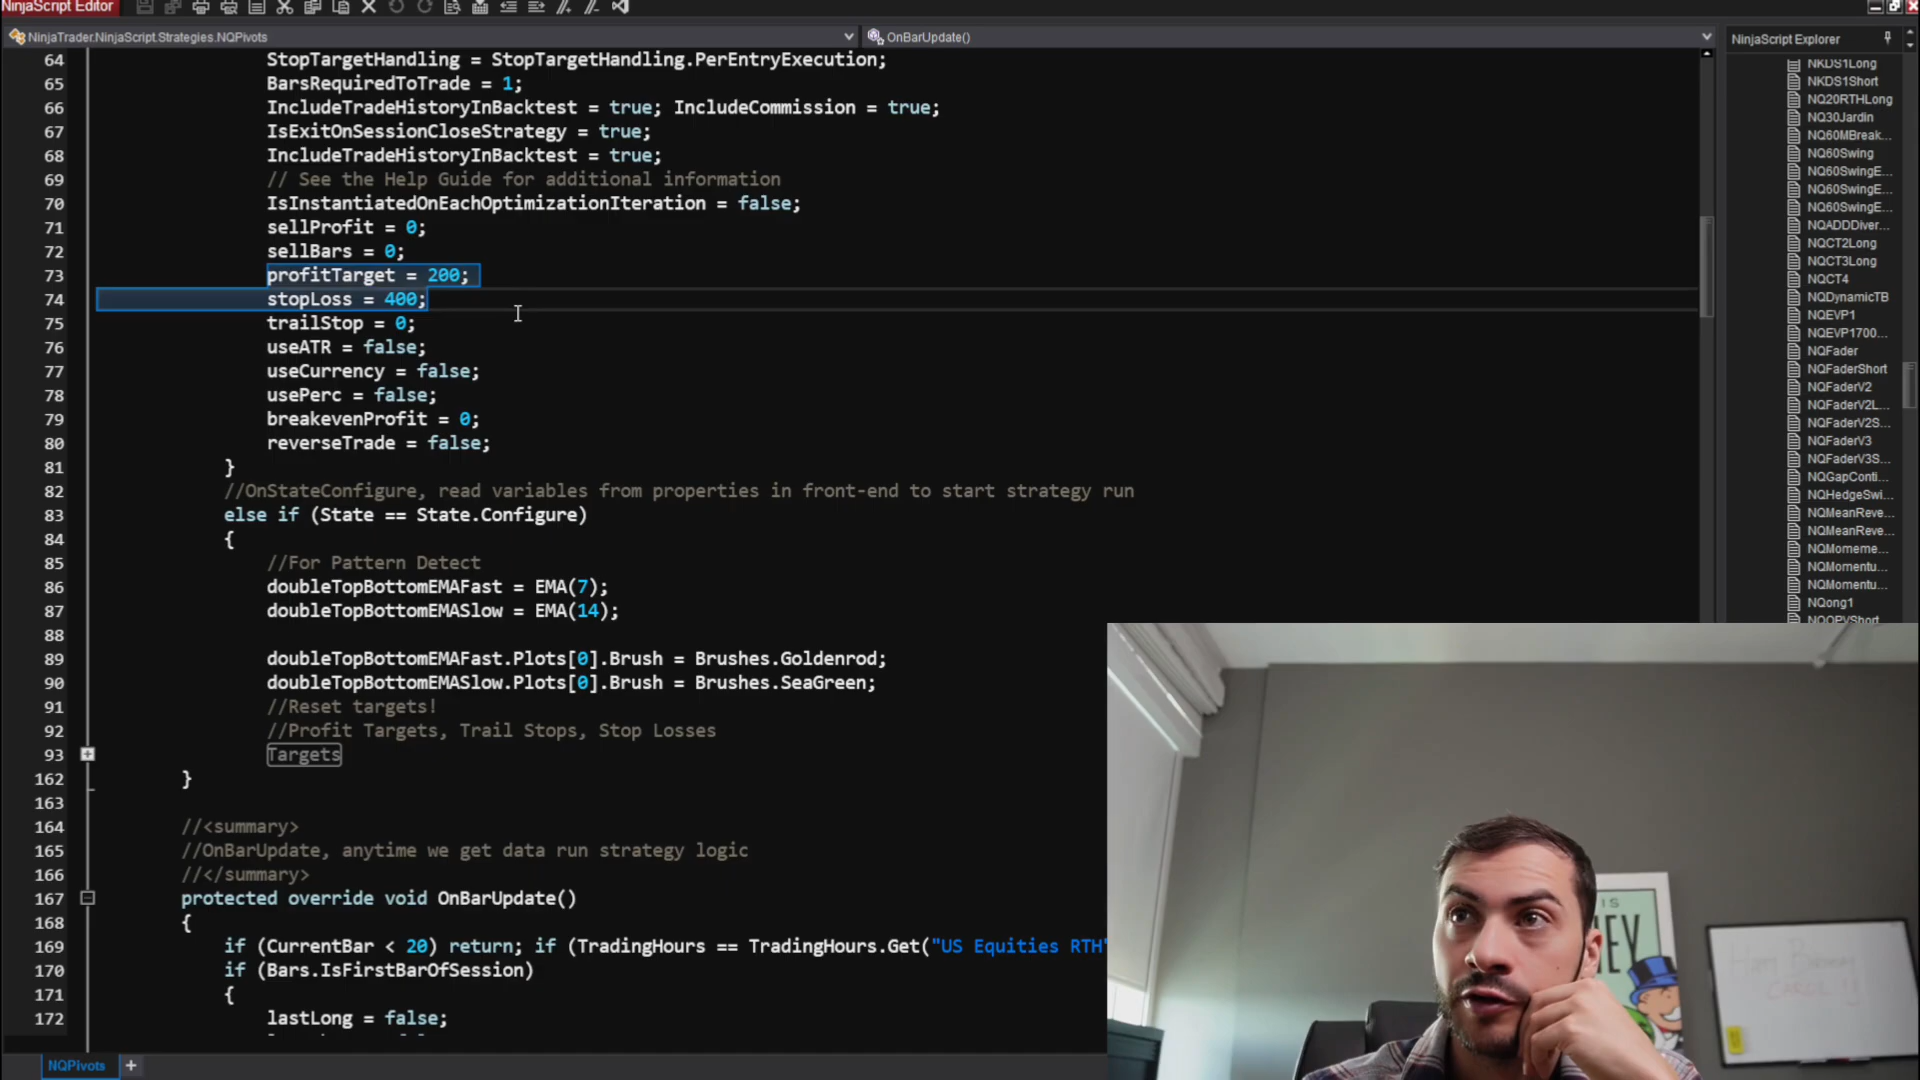 NinjaScript Editor
NinjaTrader.NinjaScript.Strategies.NQPivots
OnBarUpdate()
NinjaScript Explorer
64 StopTargetHandling = StopTargetHandling.PerEntryExecution;
65 BarsRequiredToTrade = 1;
66 IncludeTradeHistoryInBacktest = true; IncludeCommission = true;
67 IsExitOnSessionCloseStrategy = true;
68 IncludeTradeHistoryInBacktest = true;
69 // See the Help Guide for additional information
70 IsInstantiatedOnEachOptimizationIteration = false;
71 sellProfit = 0;
72 sellBars = 0;
73 profitTarget = 200;
74 stopLoss = 400;
75 trailStop = 0;
76 useATR = false;
77 useCurrency = false;
78 usePerc = false;
79 breakevenProfit = 0;
80 reverseTrade = false;
81 }
82 //OnStateConfigure, read variables from properties in front-end to start strategy run
83 else if (State == State.Configure)
84 {
85 //For Pattern Detect
86 doubleTopBottomEMAFast = EMA(7);
87 doubleTopBottomEMASlow = EMA(14);
88
89 doubleTopBottomEMAFast.Plots[0].Brush = Brushes.Goldenrod;
90 doubleTopBottomEMASlow.Plots[0].Brush = Brushes.SeaGreen;
91 //Reset targets!
92 //Profit Targets, Trail Stops, Stop Losses
93 Targets
162 }
163
164 //<summary>
165 //OnBarUpdate, anytime we get data run strategy logic
166 //</summary>
167 protected override void OnBarUpdate()
168 {
169 if (CurrentBar < 20) return; if (TradingHours == TradingHours.Get("US Equities RTH"
170 if (Bars.IsFirstBarOfSession)
171 {
172 lastLong = false;
NQPivots
NKDS1Long
NKDS1Short
NQ20RTHLong
NQ30Jardin
NQ60MBreak...
NQ60Swing
NQ60SwingE...
NQ60SwingE...
NQ60SwingE...
NQADDDiver...
NQCT2Long
NQCT3Long
NQCT4
NQDynamicTB
NQEVP1
NQEVP1700...
NQFader
NQFaderShort
NQFaderV2
NQFaderV2L...
NQFaderV2S...
NQFaderV3
NQFaderV3S...
NQGapConti...
NQHedgeSwi...
NQMeanReve...
NQMeanReve...
NQMomeme...
NQMomentu...
NQMomentu...
NQong1
NQOPVShort
IS